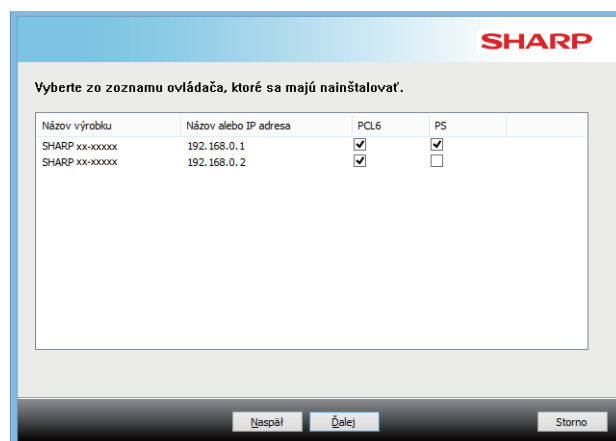 SHARP
Vyberte zo zoznamu ovládača, ktoré sa majú nainštalovať.
Názov výrobku Názov alebo IP adresa PCL6 PS
SHARP xx-xxxxx 192.168.0.1
SHARP xx-xxxxx 192.168.0.2
Naspäť Ďalej Storno